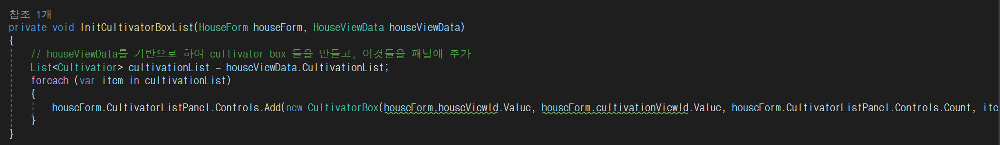 참조 1개
private void InitCultivatorBoxList(HouseForm houseForm, HouseViewData houseViewData)
{
// houseViewData를 기반으로 하여 cultivator box 들을 만들고, 이것들을 패널에 추가
List<Cultivatior> cultivationList = houseViewData.CultivationList;
foreach (var item in cultivationList)
{
houseForm.CultivatorListPanel.Controls.Add(new CultivatorBox(houseForm.houseViewId.Value, houseForm.cultivationViewId.Value, houseForm.CultivatorListPanel.Controls.Count, ite
}
}